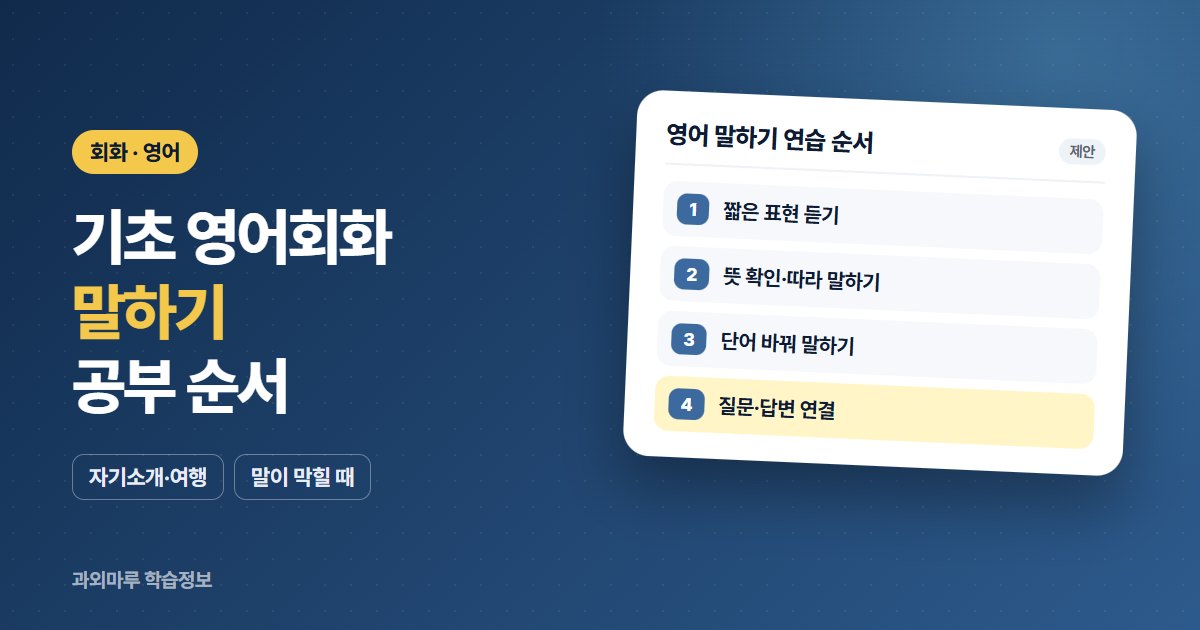 회화 · 영어
기초 영어회화
말하기
공부 순서
자기소개·여행
말이 막힐 때
과외마루 학습정보
영어 말하기 연습 순서
제안
1 짧은 표현 듣기
2 뜻 확인·따라 말하기
3 단어 바꿔 말하기
4 질문·답변 연결